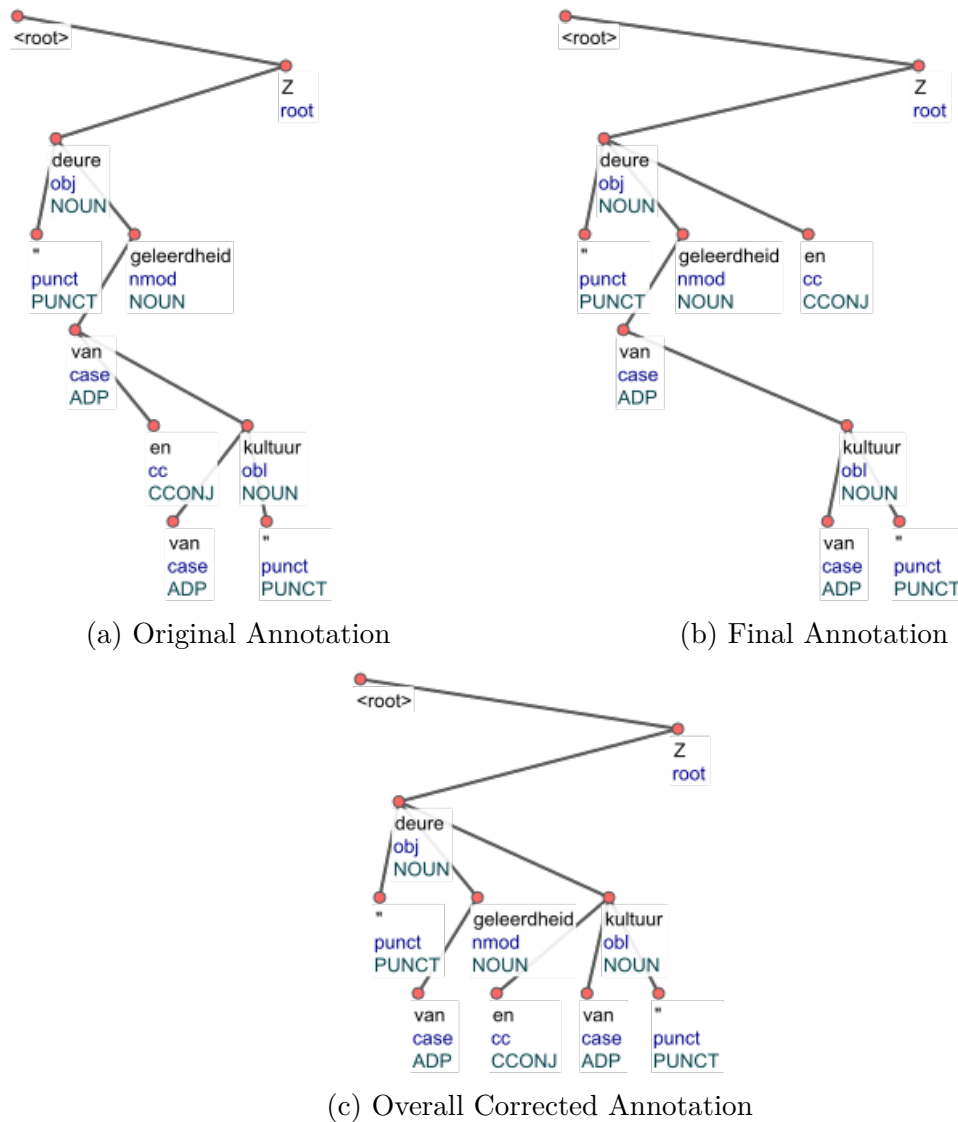 <root>
Z
root
deure
obj
NOUN
"
punct
PUNCT
geleerdheid
nmod
NOUN
van
case
ADP
en
cc
CCONJ
kultuur
obl
NOUN
van
case
ADP
"
punct
PUNCT
(a) Original Annotation
<root>
Z
root
deure
obj
NOUN
"
punct
PUNCT
geleerdheid
nmod
NOUN
en
cc
CCONJ
van
case
ADP
kultuur
obl
NOUN
van
case
ADP
"
punct
PUNCT
(b) Final Annotation
<root>
Z
root
deure
obj
NOUN
"
punct
PUNCT
geleerdheid
nmod
NOUN
kultuur
obl
NOUN
van
case
ADP
en
cc
CCONJ
van
case
ADP
"
punct
PUNCT
(c) Overall Corrected Annotation